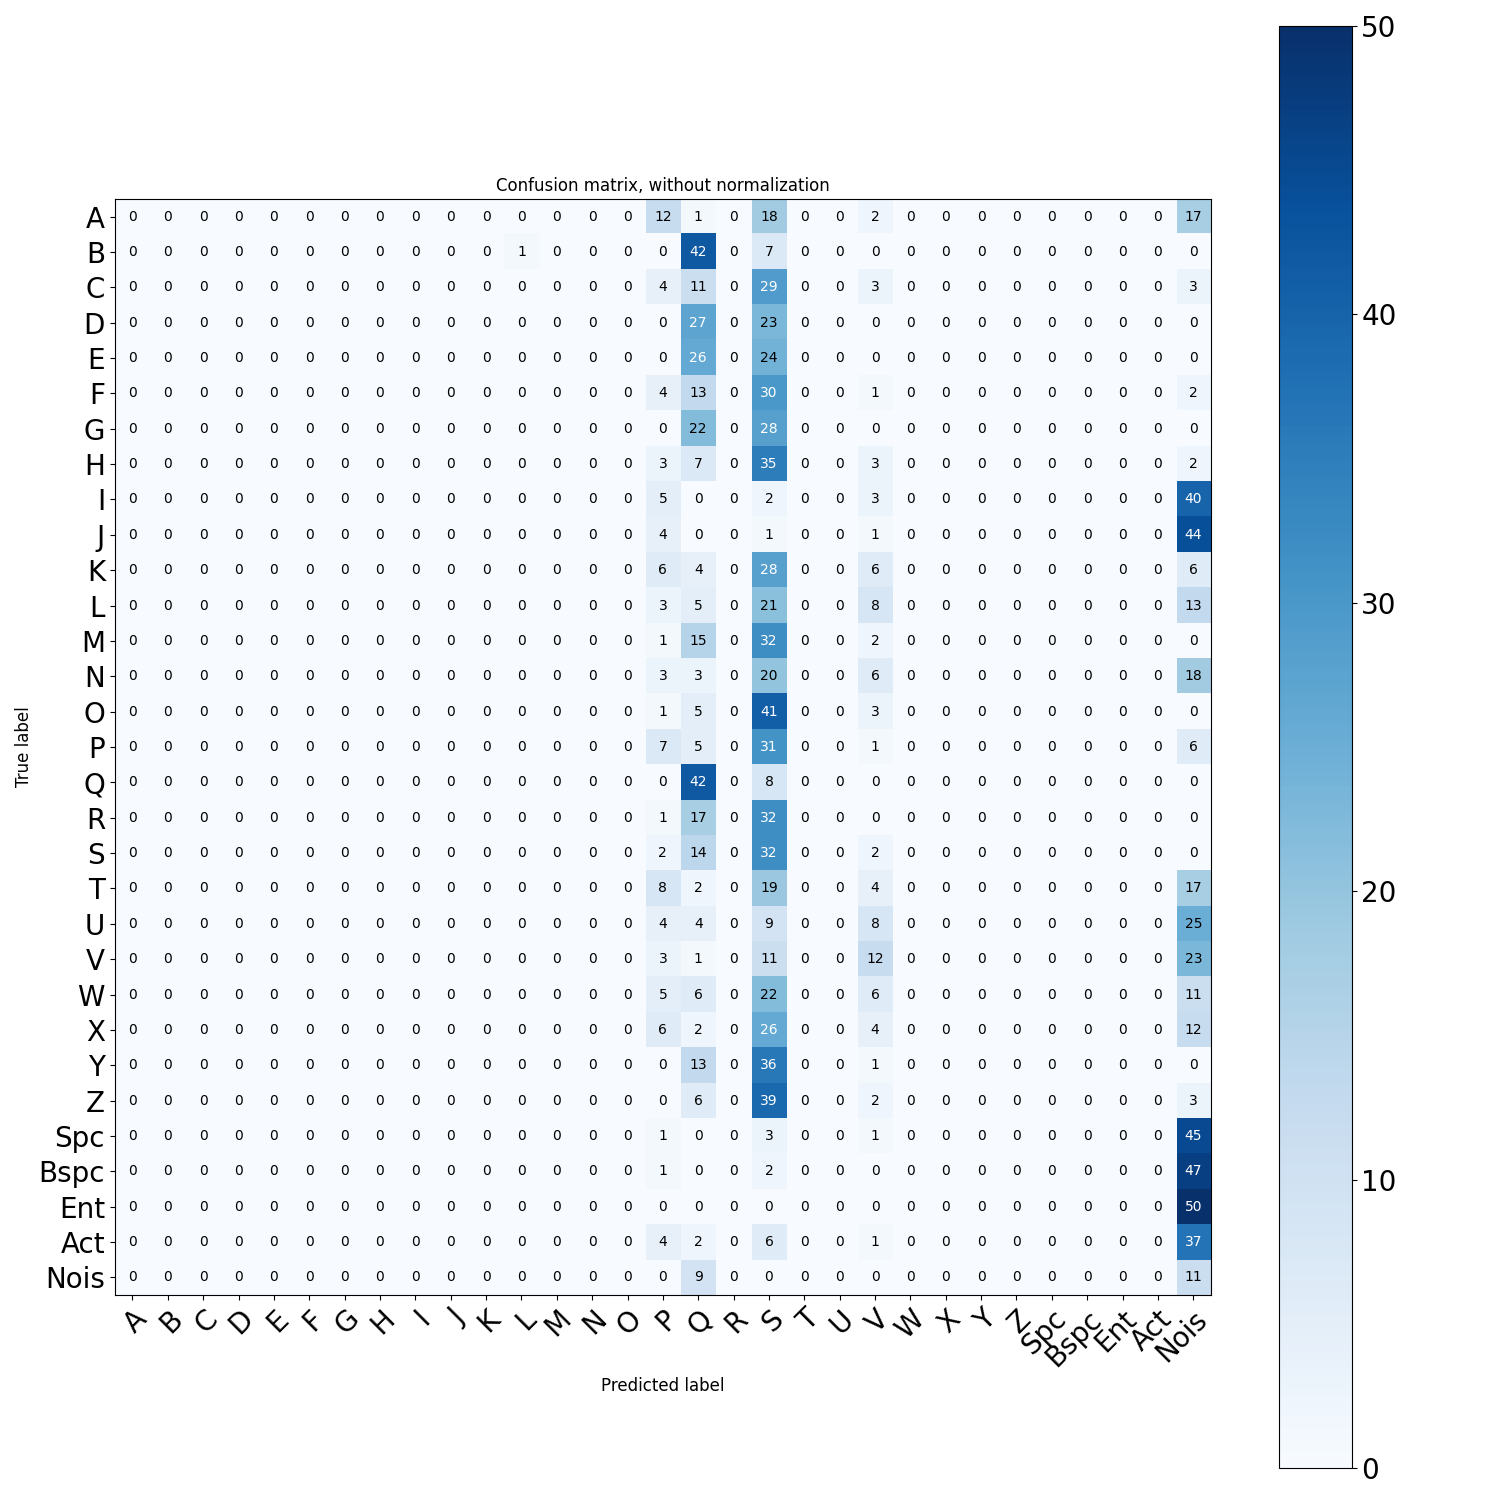 Confusion matrix, without normalization
A 0 0 0 0 0 0 0 0 0 0 0 0 0 0 0 12 1 0 18 0 0 2 0 0 0 0 0 0 0 0 17
B 0 0 0 0 0 0 0 0 0 0 0 1 0 0 0 0 42 0 7 0 0 0 0 0 0 0 0 0 0 0 0
C 0 0 0 0 0 0 0 0 0 0 0 0 0 0 0 4 11 0 29 0 0 3 0 0 0 0 0 0 0 0 3
D 0 0 0 0 0 0 0 0 0 0 0 0 0 0 0 0 27 0 23 0 0 0 0 0 0 0 0 0 0 0 0
E 0 0 0 0 0 0 0 0 0 0 0 0 0 0 0 0 26 0 24 0 0 0 0 0 0 0 0 0 0 0 0
F 0 0 0 0 0 0 0 0 0 0 0 0 0 0 0 4 13 0 30 0 0 1 0 0 0 0 0 0 0 0 2
G 0 0 0 0 0 0 0 0 0 0 0 0 0 0 0 0 22 0 28 0 0 0 0 0 0 0 0 0 0 0 0
H 0 0 0 0 0 0 0 0 0 0 0 0 0 0 0 3 7 0 35 0 0 3 0 0 0 0 0 0 0 0 2
I 0 0 0 0 0 0 0 0 0 0 0 0 0 0 0 5 0 0 2 0 0 3 0 0 0 0 0 0 0 0 40
J 0 0 0 0 0 0 0 0 0 0 0 0 0 0 0 4 0 0 1 0 0 1 0 0 0 0 0 0 0 0 44
K 0 0 0 0 0 0 0 0 0 0 0 0 0 0 0 6 4 0 28 0 0 6 0 0 0 0 0 0 0 0 6
L 0 0 0 0 0 0 0 0 0 0 0 0 0 0 0 3 5 0 21 0 0 8 0 0 0 0 0 0 0 0 13
M 0 0 0 0 0 0 0 0 0 0 0 0 0 0 0 1 15 0 32 0 0 2 0 0 0 0 0 0 0 0 0
N 0 0 0 0 0 0 0 0 0 0 0 0 0 0 0 3 3 0 20 0 0 6 0 0 0 0 0 0 0 0 18
O 0 0 0 0 0 0 0 0 0 0 0 0 0 0 0 1 5 0 41 0 0 3 0 0 0 0 0 0 0 0 0
P 0 0 0 0 0 0 0 0 0 0 0 0 0 0 0 7 5 0 31 0 0 1 0 0 0 0 0 0 0 0 6
Q 0 0 0 0 0 0 0 0 0 0 0 0 0 0 0 0 42 0 8 0 0 0 0 0 0 0 0 0 0 0 0
R 0 0 0 0 0 0 0 0 0 0 0 0 0 0 0 1 17 0 32 0 0 0 0 0 0 0 0 0 0 0 0
S 0 0 0 0 0 0 0 0 0 0 0 0 0 0 0 2 14 0 32 0 0 2 0 0 0 0 0 0 0 0 0
T 0 0 0 0 0 0 0 0 0 0 0 0 0 0 0 8 2 0 19 0 0 4 0 0 0 0 0 0 0 0 17
U 0 0 0 0 0 0 0 0 0 0 0 0 0 0 0 4 4 0 9 0 0 8 0 0 0 0 0 0 0 0 25
V 0 0 0 0 0 0 0 0 0 0 0 0 0 0 0 3 1 0 11 0 0 12 0 0 0 0 0 0 0 0 23
W 0 0 0 0 0 0 0 0 0 0 0 0 0 0 0 5 6 0 22 0 0 6 0 0 0 0 0 0 0 0 11
X 0 0 0 0 0 0 0 0 0 0 0 0 0 0 0 6 2 0 26 0 0 4 0 0 0 0 0 0 0 0 12
Y 0 0 0 0 0 0 0 0 0 0 0 0 0 0 0 0 13 0 36 0 0 1 0 0 0 0 0 0 0 0 0
Z 0 0 0 0 0 0 0 0 0 0 0 0 0 0 0 0 6 0 39 0 0 2 0 0 0 0 0 0 0 0 3
Spc 0 0 0 0 0 0 0 0 0 0 0 0 0 0 0 1 0 0 3 0 0 1 0 0 0 0 0 0 0 0 45
Bspc 0 0 0 0 0 0 0 0 0 0 0 0 0 0 0 1 0 0 2 0 0 0 0 0 0 0 0 0 0 0 47
Ent 0 0 0 0 0 0 0 0 0 0 0 0 0 0 0 0 0 0 0 0 0 0 0 0 0 0 0 0 0 0 50
Act 0 0 0 0 0 0 0 0 0 0 0 0 0 0 0 4 2 0 6 0 0 1 0 0 0 0 0 0 0 0 37
Nois 0 0 0 0 0 0 0 0 0 0 0 0 0 0 0 0 9 0 0 0 0 0 0 0 0 0 0 0 0 0 11
A B C D E F G H I J K L M N O P Q R S T U V W X Y Z Spc Bspc Ent Act Nois
Predicted label
True label
50
40
30
20
10
0